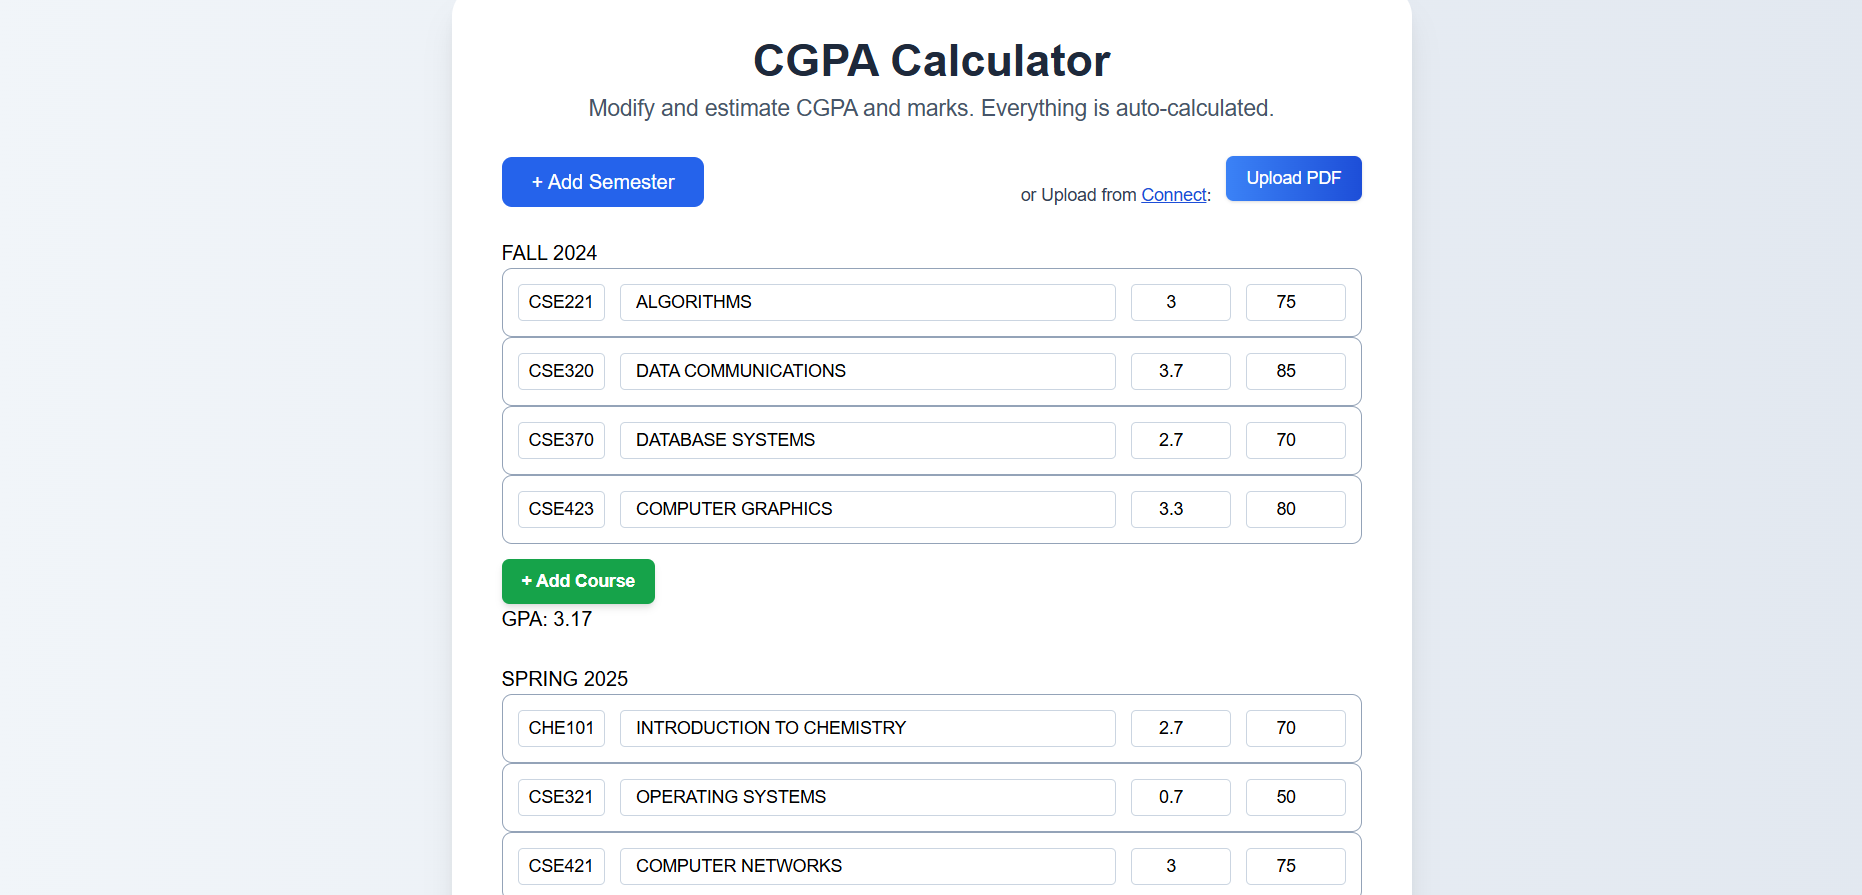 CGPA Calculator
Modify and estimate CGPA and marks. Everything is auto-calculated.
+ Add Semester
or Upload from Connect:
Upload PDF
FALL 2024
CSE221 ALGORITHMS 3 75
CSE320 DATA COMMUNICATIONS 3.7 85
CSE370 DATABASE SYSTEMS 2.7 70
CSE423 COMPUTER GRAPHICS 3.3 80
+ Add Course
GPA: 3.17
SPRING 2025
CHE101 INTRODUCTION TO CHEMISTRY 2.7 70
CSE321 OPERATING SYSTEMS 0.7 50
CSE421 COMPUTER NETWORKS 3 75